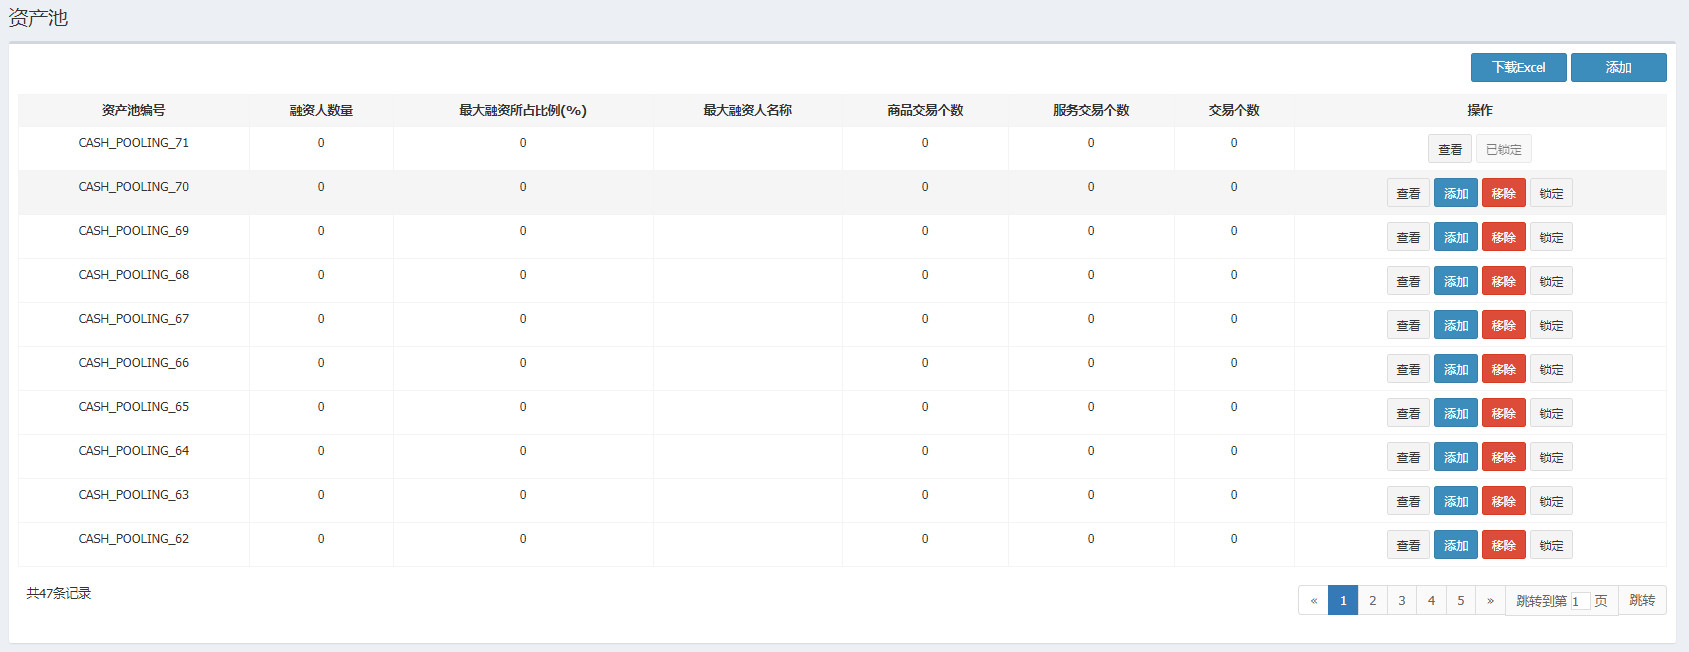 资产池
下载Excel 添加
资产池编号 融资人数量 最大融资所占比例(%) 最大融资人名称 商品交易个数 服务交易个数 交易个数 操作
CASH_POOLING_71 0 0 0 0 0 查看 已锁定
CASH_POOLING_70 0 0 0 0 0 查看 添加 移除 锁定
CASH_POOLING_69 0 0 0 0 0 查看 添加 移除 锁定
CASH_POOLING_68 0 0 0 0 0 查看 添加 移除 锁定
CASH_POOLING_67 0 0 0 0 0 查看 添加 移除 锁定
CASH_POOLING_66 0 0 0 0 0 查看 添加 移除 锁定
CASH_POOLING_65 0 0 0 0 0 查看 添加 移除 锁定
CASH_POOLING_64 0 0 0 0 0 查看 添加 移除 锁定
CASH_POOLING_63 0 0 0 0 0 查看 添加 移除 锁定
CASH_POOLING_62 0 0 0 0 0 查看 添加 移除 锁定
共47条记录 « 1 2 3 4 5 » 跳转到第 1 页 跳转